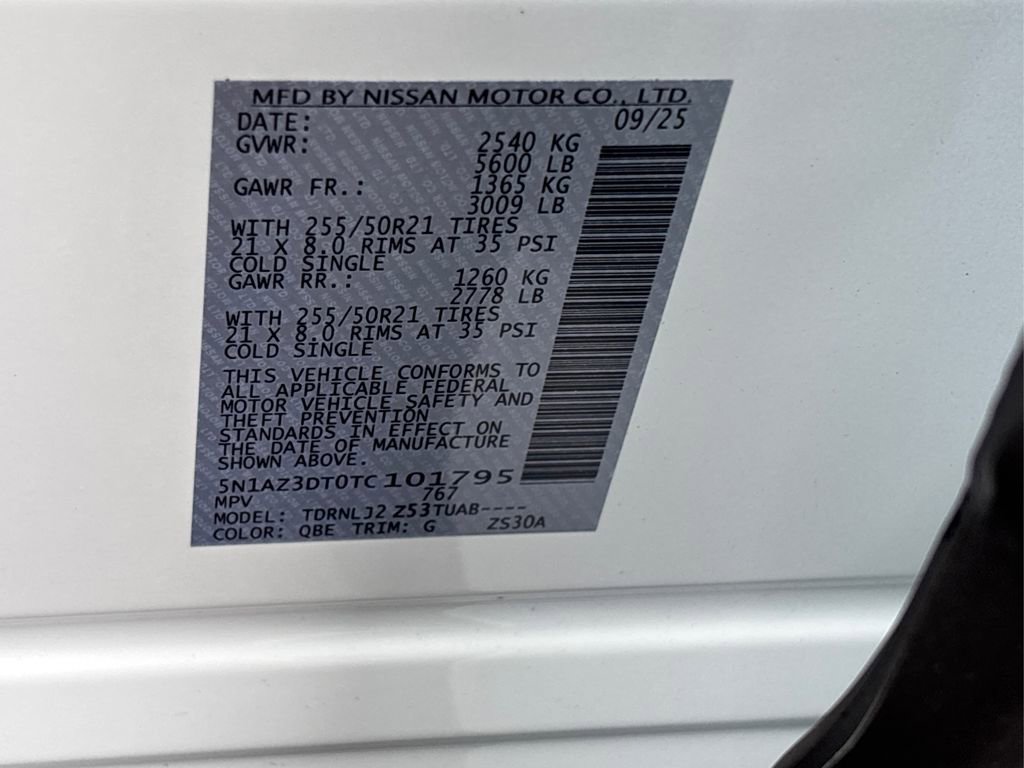 MFD BY NISSAN MOTOR CO., LTD.
DATE: 09/25
GVWR: 2540 KG
5600 LB
GAWR FR.: 1365 KG
3009 LB
WITH 255/50R21 TIRES
21 X 8.0 RIMS AT 35 PSI
COLD SINGLE
GAWR RR.: 1260 KG
2778 LB
WITH 255/50R21 TIRES
21 X 8.0 RIMS AT 35 PSI
COLD SINGLE
THIS VEHICLE CONFORMS TO
ALL APPLICABLE FEDERAL
MOTOR VEHICLE SAFETY AND
THEFT PREVENTION
STANDARDS IN EFFECT ON
THE DATE OF MANUFACTURE
SHOWN ABOVE.
5N1AZ3DT0TC101795
MPV 767
MODEL: TDRNLJ2 Z53TUAB----
COLOR: QBE TRIM: G ZS30A